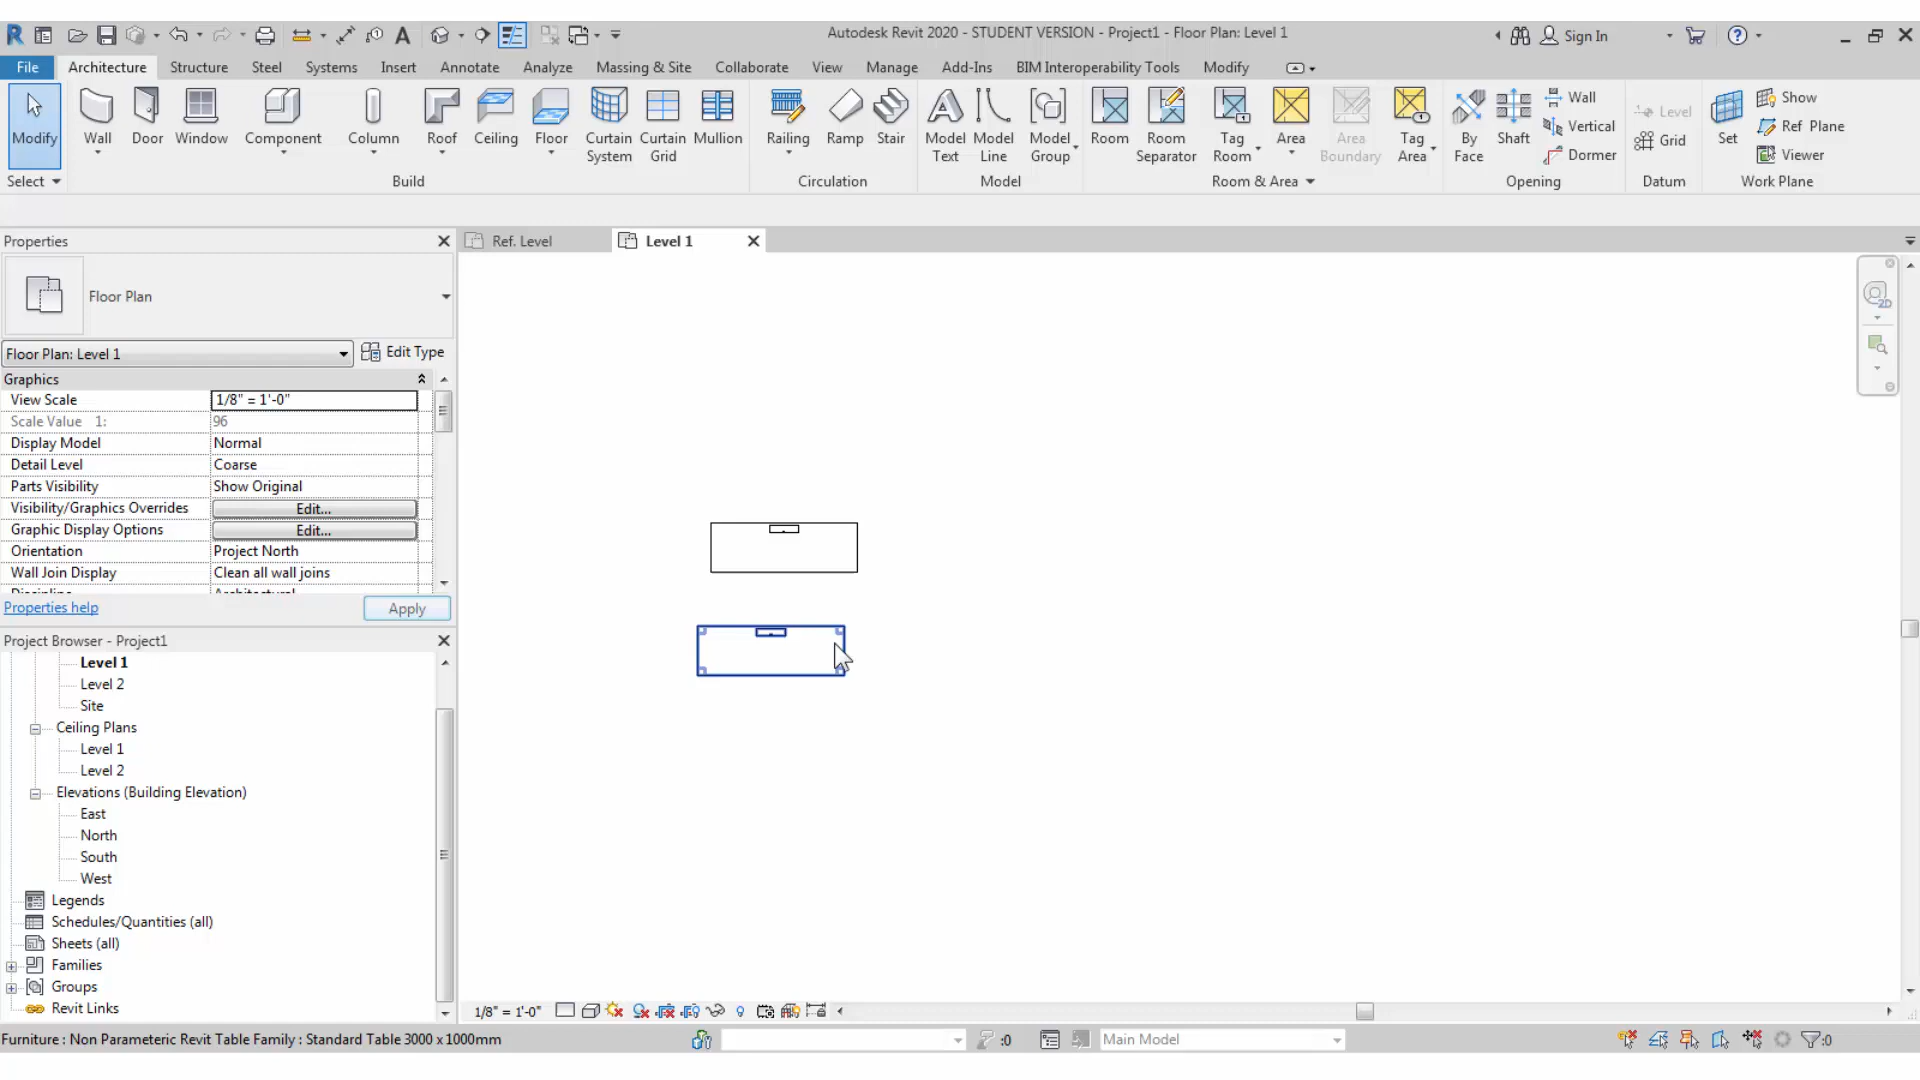 Autodesk Revit 2020 - STUDENT VERSION - Project1 - Floor Plan: Level 1
Sign In
File Architecture Structure Steel Systems Insert Annotate Analyze Massing & Site Collaborate View Manage Add-Ins BIM Interoperability Tools Modify
Modify
Wall
Door
Window
Component
Column
Roof
Ceiling
Floor
Curtain System
Curtain Grid
Mullion
Railing
Ramp
Stair
Model Text
Model Line
Model Group
Room
Room Separator
Tag Room
Area
Area Boundary
Tag Area
By Face
Shaft
Wall
Vertical
Dormer
Level
Grid
Set
Show
Ref Plane
Viewer
Select Build Circulation Model Room & Area Opening Datum Work Plane
Properties
Ref. Level
Level 1
Floor Plan
Floor Plan: Level 1
Edit Type
Graphics
View Scale 1/8" = 1'-0"
Scale Value 1: 96
Display Model Normal
Detail Level Coarse
Parts Visibility Show Original
Visibility/Graphics Overrides Edit...
Graphic Display Options Edit...
Orientation Project North
Wall Join Display Clean all wall joins
Properties help
Apply
Project Browser - Project1
Level 1
Level 2
Site
Ceiling Plans
Level 1
Level 2
Elevations (Building Elevation)
East
North
South
West
Legends
Schedules/Quantities (all)
Sheets (all)
Families
Groups
Revit Links
1/8" = 1'-0"
Furniture : Non Parameteric Revit Table Family : Standard Table 3000 x 1000mm
:0
Main Model
:0
2D